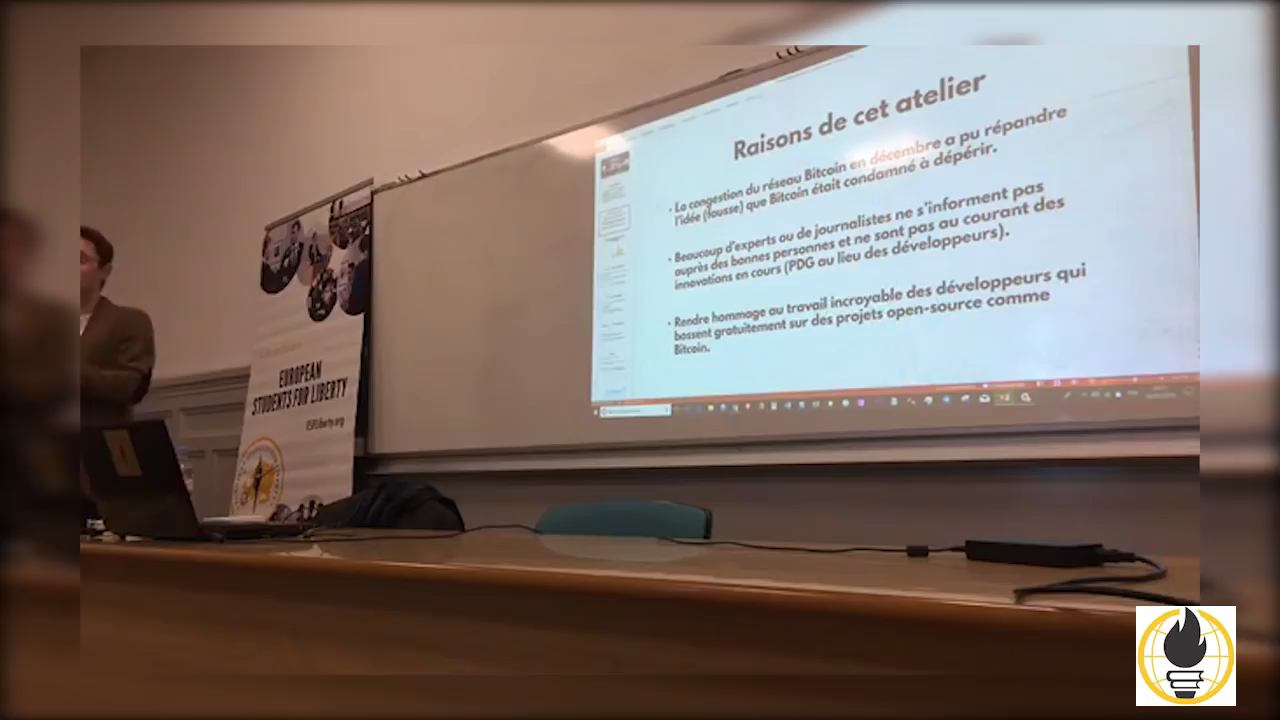 Raisons de cet atelier
• La congestion du réseau Bitcoin en décembre a pu répandre
l'idée (fausse) que Bitcoin était condamné à dépérir.
• Beaucoup d'experts ou de journalistes ne s'informent pas
auprès des bonnes personnes et ne sont pas au courant des
innovations en cours (PDG au lieu des développeurs).
• Rendre hommage au travail incroyable des développeurs qui
bossent gratuitement sur des projets open-source comme
Bitcoin.
EUROPEAN
STUDENTS FOR LIBERTY
ESFLiberty.org